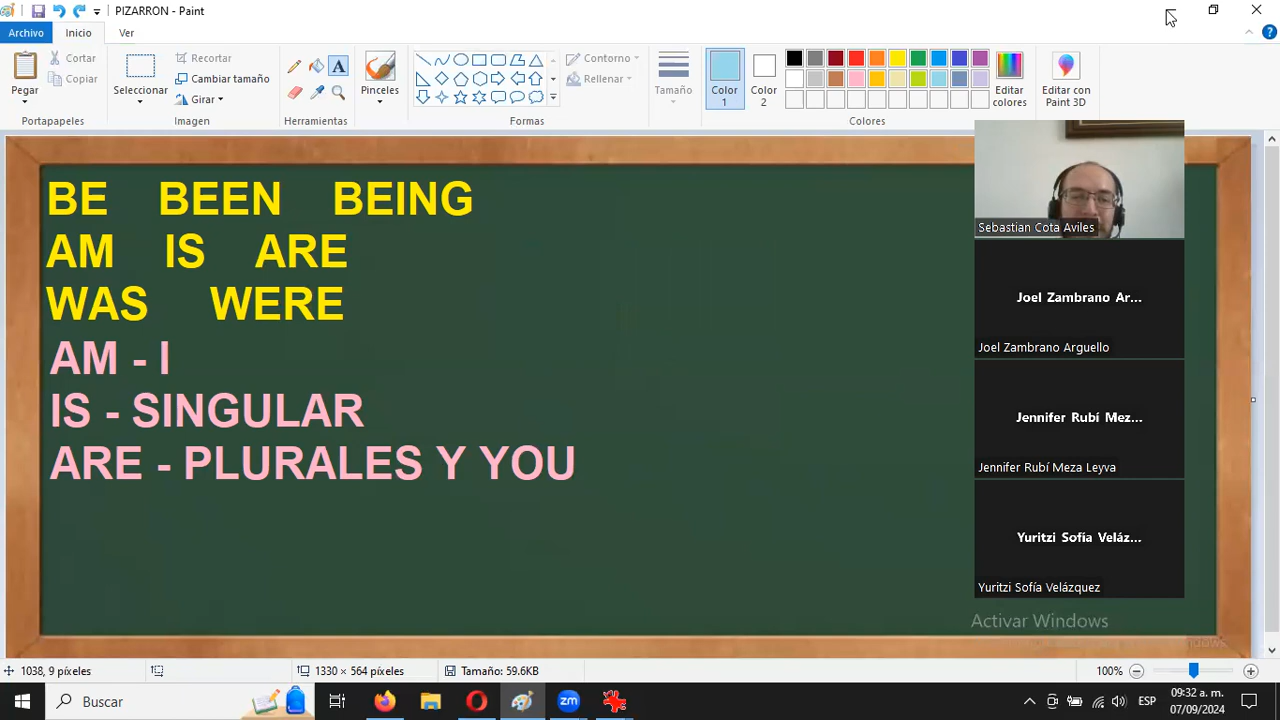 PIZARRON - Paint
Archivo Inicio Ver
Pegar
Cortar
Copiar
Portapapeles
Seleccionar
Recortar
Cambiar tamaño
Girar
Imagen
A
Herramientas
Pinceles
Contorno
Rellenar
Formas
Tamaño
Color 1
Color 2
Editar colores
Colores
Editar con Paint 3D
BE BEEN BEING
AM IS ARE
WAS WERE
AM - I
IS - SINGULAR
ARE - PLURALES Y YOU
Sebastian Cota Aviles
Joel Zambrano Ar...
Joel Zambrano Arguello
Jennifer Rubí Mez...
Jennifer Rubí Meza Leyva
Yuritzi Sofía Veláz...
Yuritzi Sofía Velázquez
Activar Windows
1038, 9 píxeles
1330 × 564 píxeles
Tamaño: 59.6KB
100%
Buscar
zm
ESP
09:32 a. m.
07/09/2024